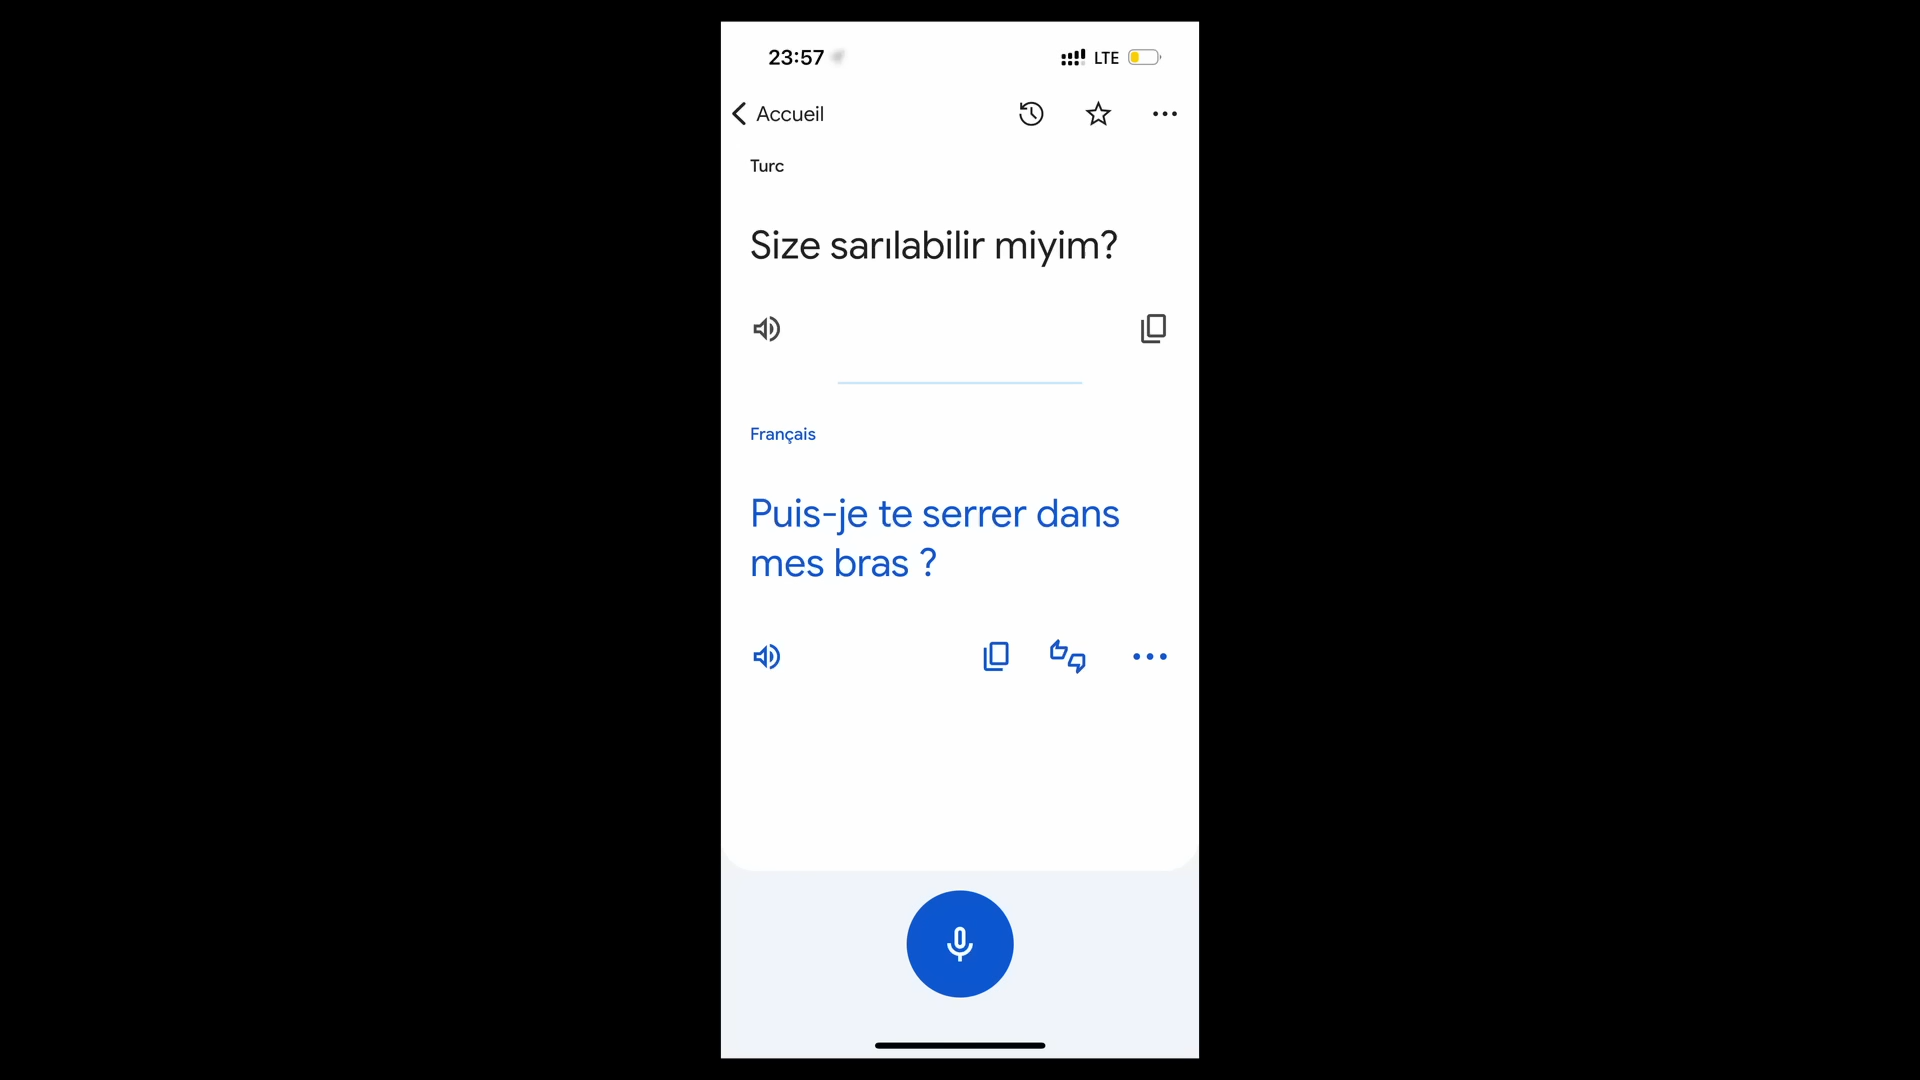 23:57
LTE
Accueil
Turc
Size sarılabilir miyim?
Français
Puis-je te serrer dans
mes bras ?